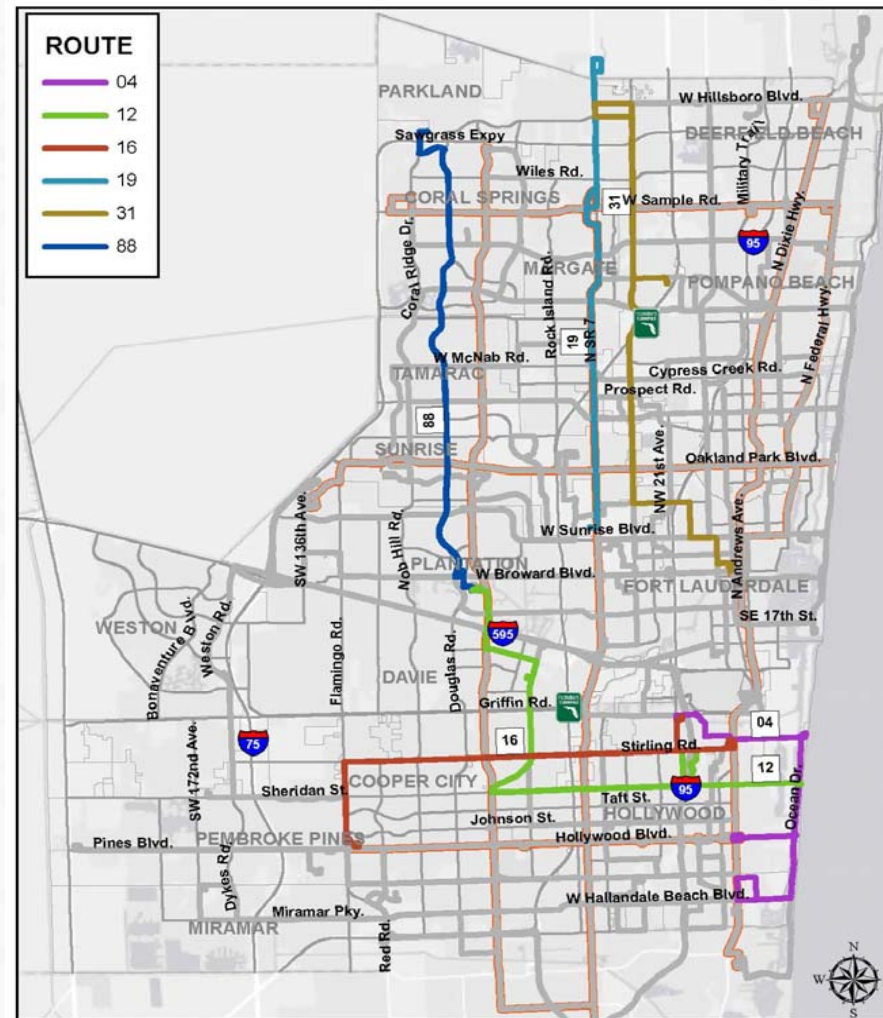 ROUTE
04
12
16
19
31
88
PARKLAND
W Hillsboro Blvd.
DEERFIELD BEACH
Sawgrass Expy
Military Trail
Wiles Rd.
CORAL SPRINGS
31
W Sample Rd.
N Dixie Hwy.
95
Coral Ridge Dr.
MARGATE
Rock Island Rd.
POMPANO BEACH
N Federal Hwy.
19
N SR 7
W McNab Rd.
TAMARAC
Cypress Creek Rd.
Prospect Rd.
88
SUNRISE
NW 21st Ave.
Oakland Park Blvd.
SW 136th Ave.
Nob Hill Rd.
W Sunrise Blvd.
N Andrews Ave.
PLANTATION
W Broward Blvd.
FORT LAUDERDALE
Bonaventure Blvd.
Weston Rd.
WESTON
SE 17th St.
595
Flamingo Rd.
Douglas Rd.
DAVIE
Griffin Rd.
SW 172nd Ave.
75
16
04
Stirling Rd.
12
Ocean Dr.
COOPER CITY
Sheridan St.
95
Taft St.
HOLLYWOOD
Johnson St.
Pines Blvd.
PEMBROKE PINES
Hollywood Blvd.
Dykes Rd.
W Hallandale Beach Blvd.
Miramar Pky.
MIRAMAR
Red Rd.
N
W
E
S